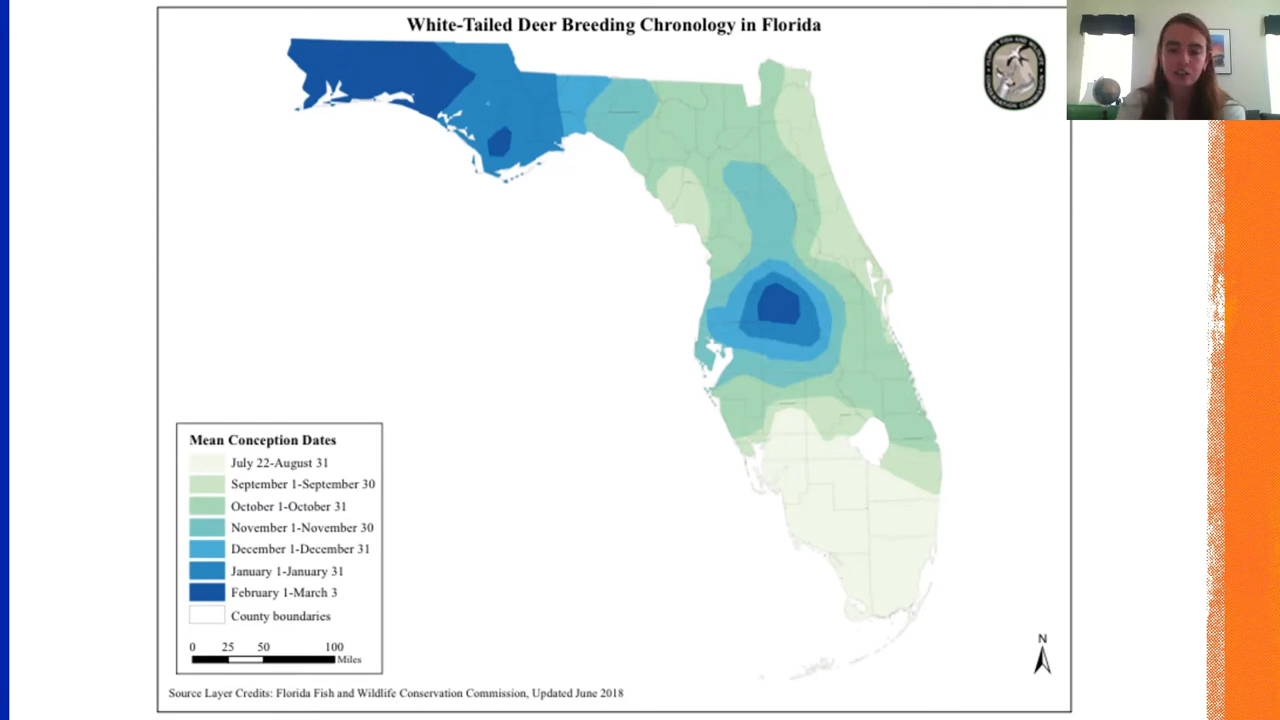 White-Tailed Deer Breeding Chronology in Florida
Mean Conception Dates
July 22-August 31
September 1-September 30
October 1-October 31
November 1-November 30
December 1-December 31
January 1-January 31
February 1-March 3
County boundaries
0 25 50 100
Miles
N
Source Layer Credits: Florida Fish and Wildlife Conservation Commission, Updated June 2018